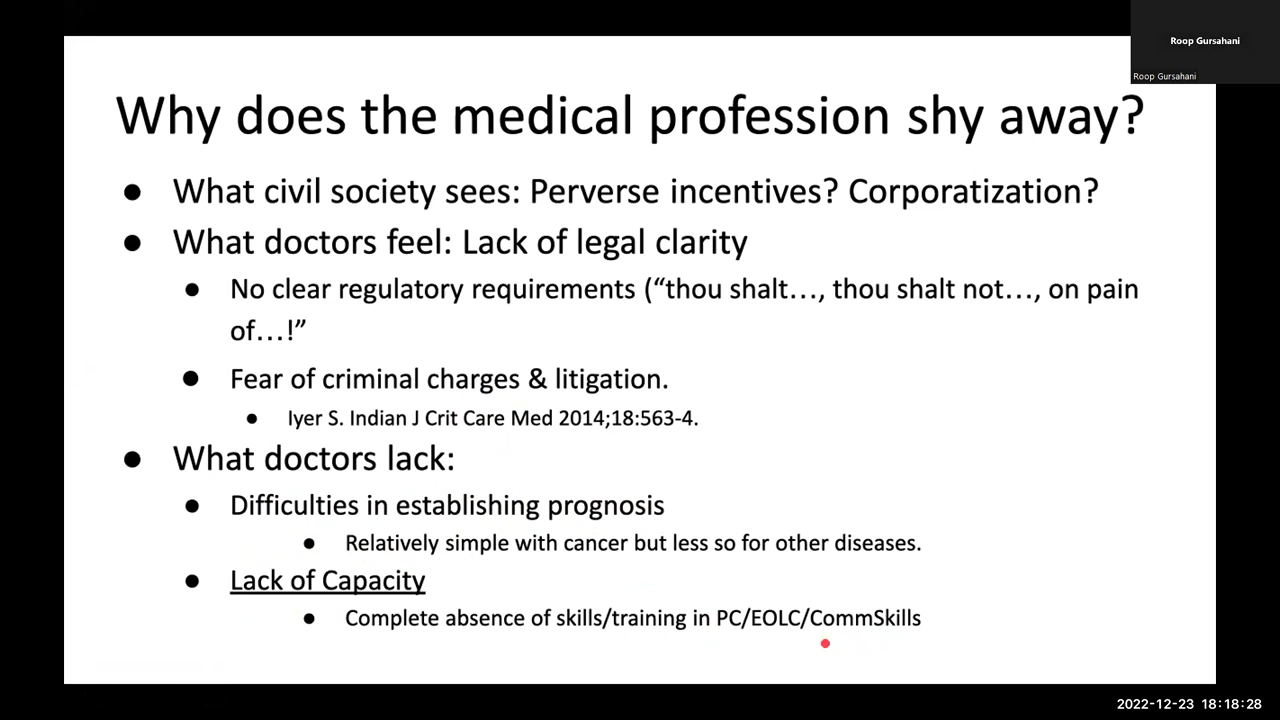 Roop Gursahani
Roop Gursahani
Why does the medical profession shy away?
● What civil society sees: Perverse incentives? Corporatization?
● What doctors feel: Lack of legal clarity
● No clear regulatory requirements (“thou shalt…, thou shalt not…, on pain
of…!”
● Fear of criminal charges & litigation.
● Iyer S. Indian J Crit Care Med 2014;18:563-4.
● What doctors lack:
● Difficulties in establishing prognosis
● Relatively simple with cancer but less so for other diseases.
● Lack of Capacity
● Complete absence of skills/training in PC/EOLC/CommSkills
2022-12-23 18:18:28